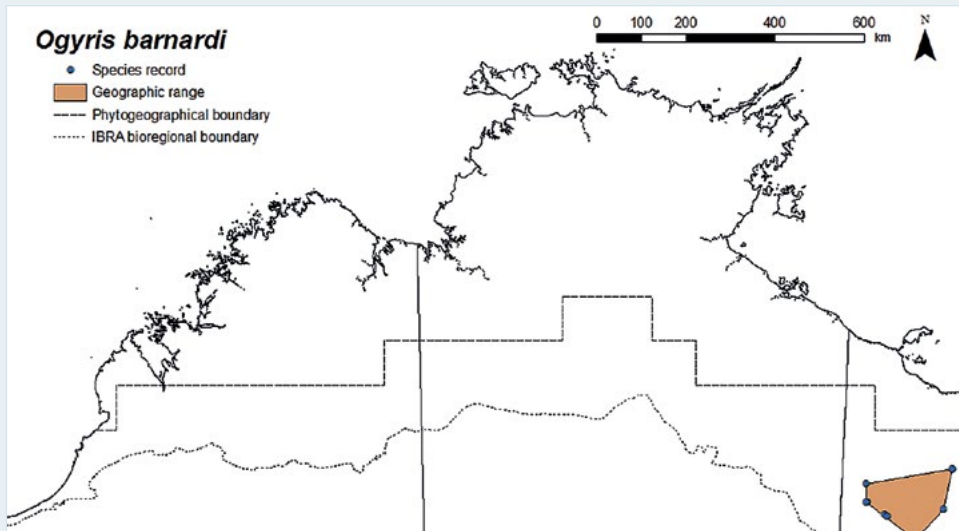 Ogyris barnardi
Species record
Geographic range
Phytogeographical boundary
IBRA bioregional boundary
0 100 200 400 600
km
N